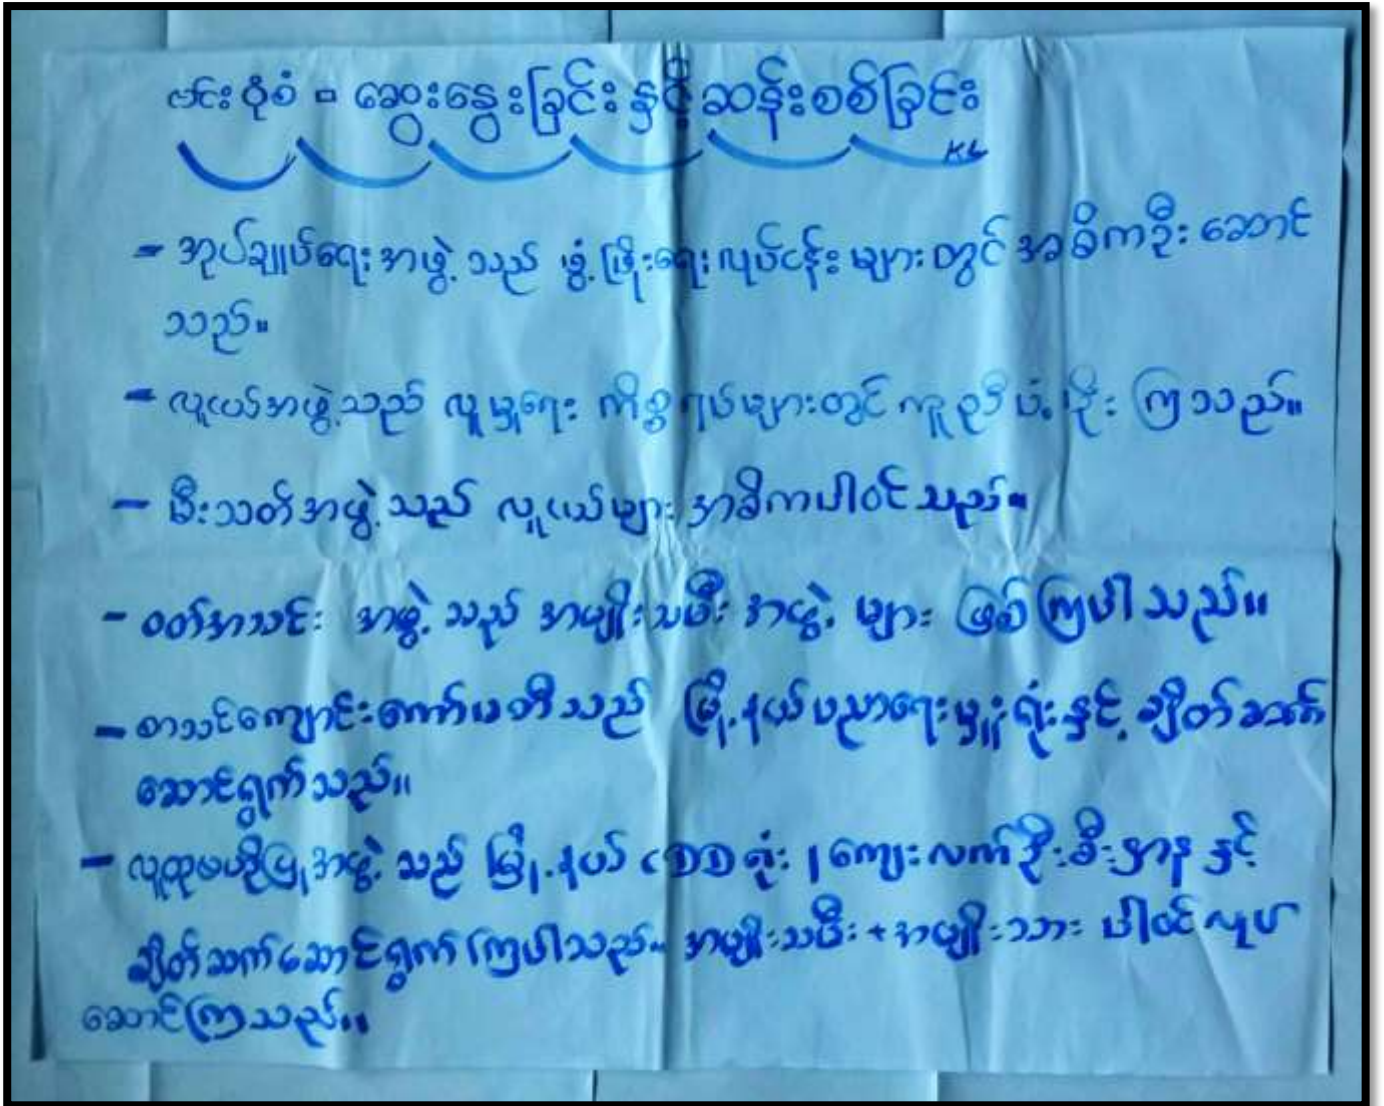 ဗင်းပုံစံ = ဆွေးနွေးခြင်းနှင့်ဆန်းစစ်ခြင်း
KL
- အုပ်ချုပ်ရေးအဖွဲ့သည် ဖွံ့ဖြိုးရေးလုပ်ငန်းများတွင်အဓိကဦးဆောင်
သည်။
- လူငယ်အဖွဲ့သည် လူမှုရေး ကိစ္စရပ်များတွင် ကူညီပံ့ပိုး ကြသည်။
- မီးသတ်အဖွဲ့သည် လူငယ်များအဓိကပါဝင်သည်။
- ဝတ်အသင်း အဖွဲ့သည် အမျိုးသမီး အဖွဲ့ များ ဖြစ်ကြပါသည်။
- စာသင်ကျောင်းကော်မတီသည် မြို့နယ်ပညာရေးမှူးရုံးနှင့် ချိတ်ဆက်
ဆောင်ရွက်သည်။
- လူထုဗဟိုပြုအဖွဲ့သည် မြို့နယ် CDD ရုံး၊ ကျေးလက်ဦးစီးဌာနနှင့်
ချိတ်ဆက်ဆောင်ရွက်ကြပါသည်။ အမျိုးသမီး + အမျိုးသား ပါဝင်လုပ်
ဆောင်ကြသည်။